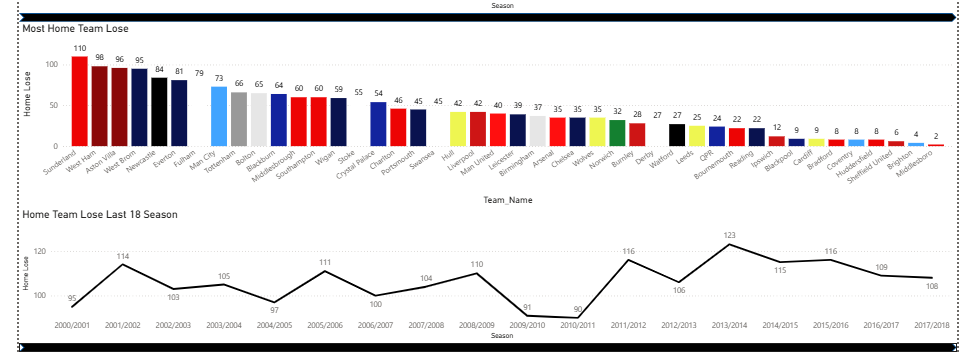 Season
Most Home Team Lose
Home Lose
100
50
0
110 98 96 95 84 81 79 73 66 65 64 60 60 59 55 54 46 45 45 42 42 40 39 37 35 35 35 32 28 27 27 25 24 22 22 12 9 9 8 8 8 6 4 2
Sunderland West Ham Aston Villa West Brom Newcastle Everton Fulham Man City Tottenham Bolton Blackburn Middlesbrough Southampton Wigan Stoke Crystal Palace Charlton Portsmouth Swansea Hull Liverpool Man United Leicester Birmingham Arsenal Chelsea Wolves Norwich Burnley Derby Watford Leeds QPR Bournemouth Reading Ipswich Blackpool Cardiff Bradford Coventry Huddersfield Sheffield United Brighton Middlesboro
Team_Name
Home Team Lose Last 18 Season
Home Lose
120
100
95 114 103 105 97 111 100 104 110 91 90 116 106 123 115 116 109 108
2000/2001 2001/2002 2002/2003 2003/2004 2004/2005 2005/2006 2006/2007 2007/2008 2008/2009 2009/2010 2010/2011 2011/2012 2012/2013 2013/2014 2014/2015 2015/2016 2016/2017 2017/2018
Season